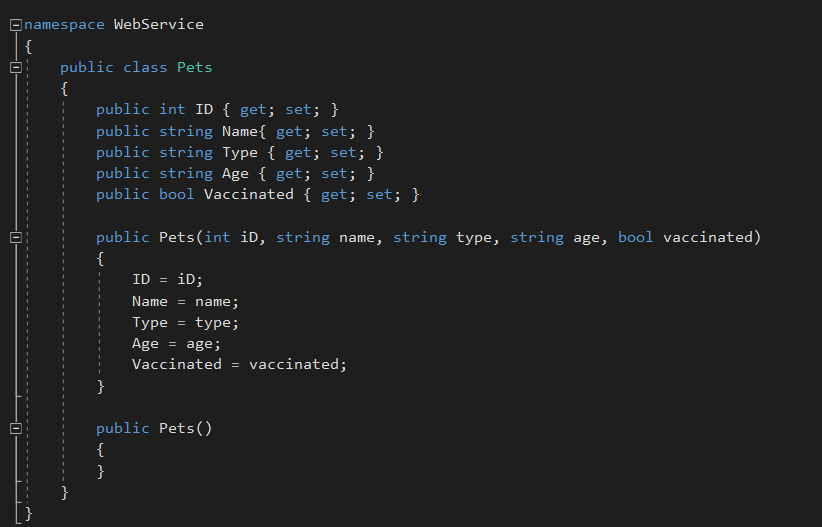 namespace WebService
{
    public class Pets
    {
        public int ID { get; set; }
        public string Name{ get; set; }
        public string Type { get; set; }
        public string Age { get; set; }
        public bool Vaccinated { get; set; }

        public Pets(int iD, string name, string type, string age, bool vaccinated)
        {
            ID = iD;
            Name = name;
            Type = type;
            Age = age;
            Vaccinated = vaccinated;
        }

        public Pets()
        {
        }
    }
}